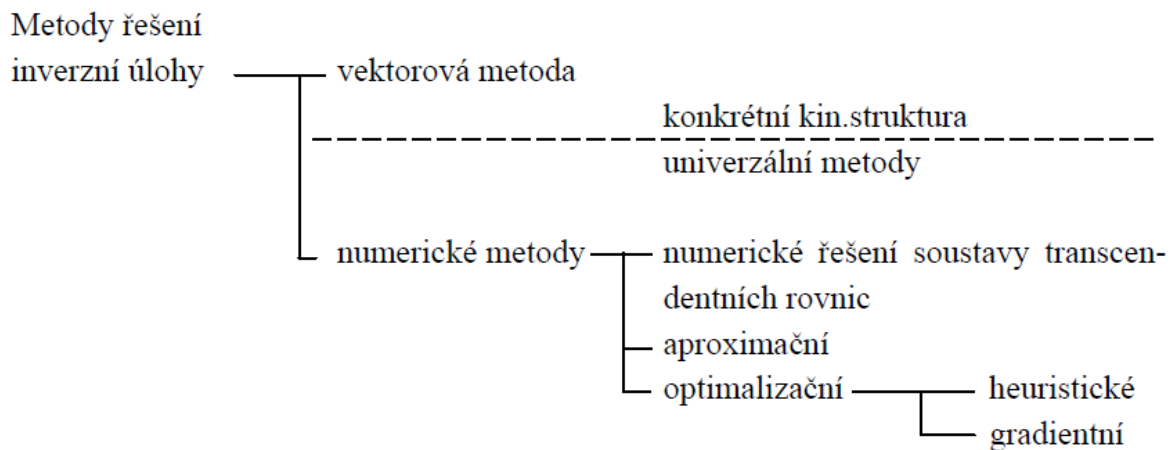 Metody řešení
inverzní úlohy
vektorová metoda
konkrétní kin.struktura
univerzální metody
numerické metody
numerické řešení soustavy transcen-
dentních rovnic
aproximační
optimalizační
heuristické
gradientní